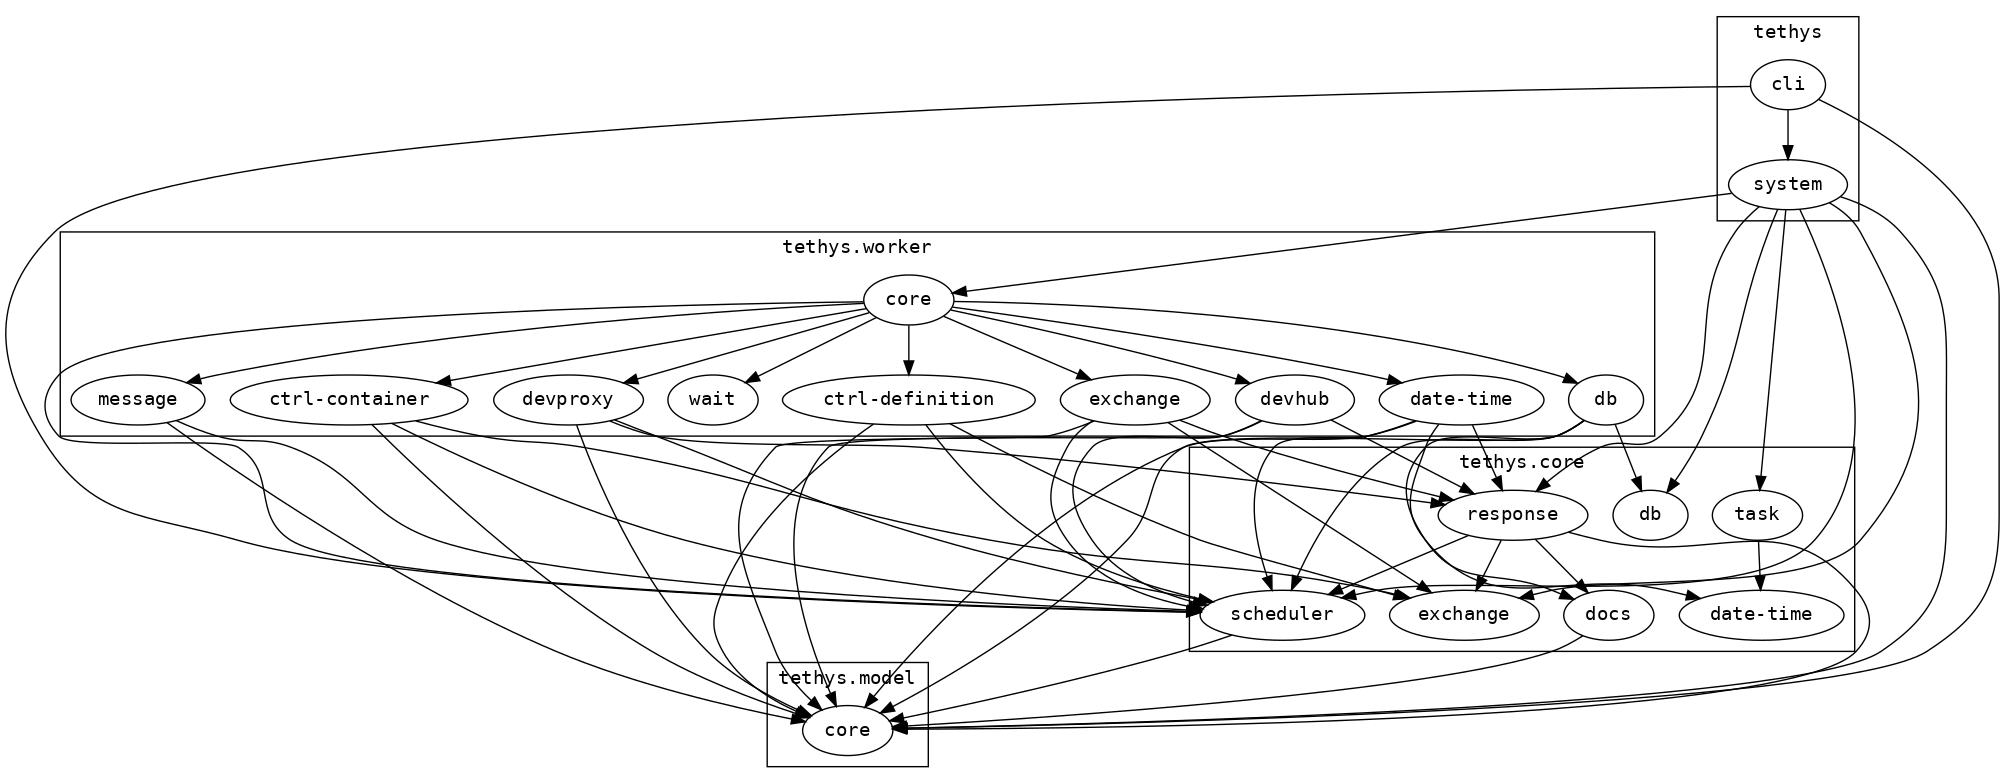 tethys
cli
system
tethys.worker
core
message
ctrl-container
devproxy
wait
ctrl-definition
exchange
devhub
date-time
db
tethys.core
response
db
task
scheduler
exchange
docs
date-time
tethys.model
core